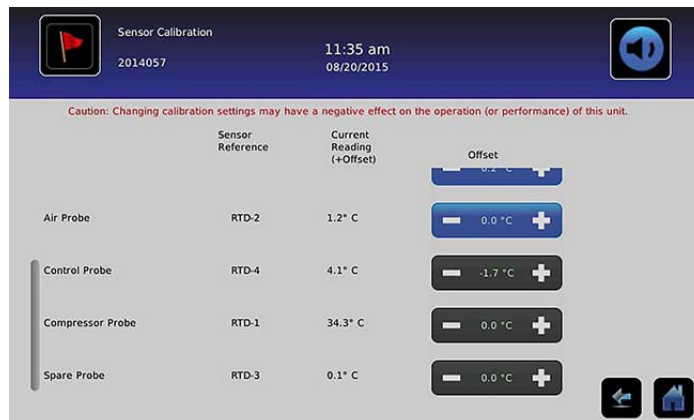 Sensor Calibration
11:35 am
2014057
08/20/2015
Caution: Changing calibration settings may have a negative effect on the operation (or performance) of this unit.
Sensor Reference
Current Reading (+Offset)
Offset
Air Probe RTD-2 1.2° C 0.0 °C
Control Probe RTD-4 4.1° C -1.7 °C
Compressor Probe RTD-1 34.3° C 0.0 °C
Spare Probe RTD-3 0.1° C 0.0 °C